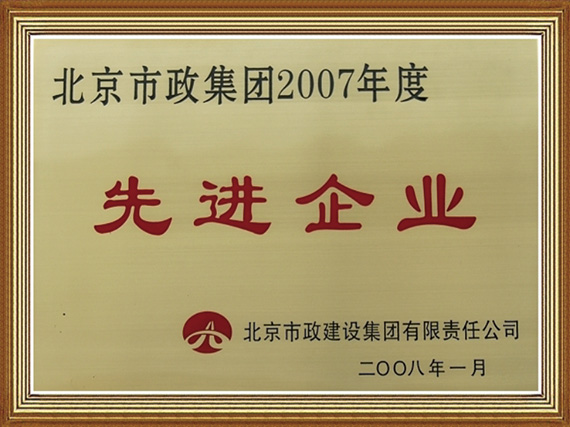 北京市政集团2007年度
先进企业
北京市政建设集团有限责任公司
二〇〇八年一月